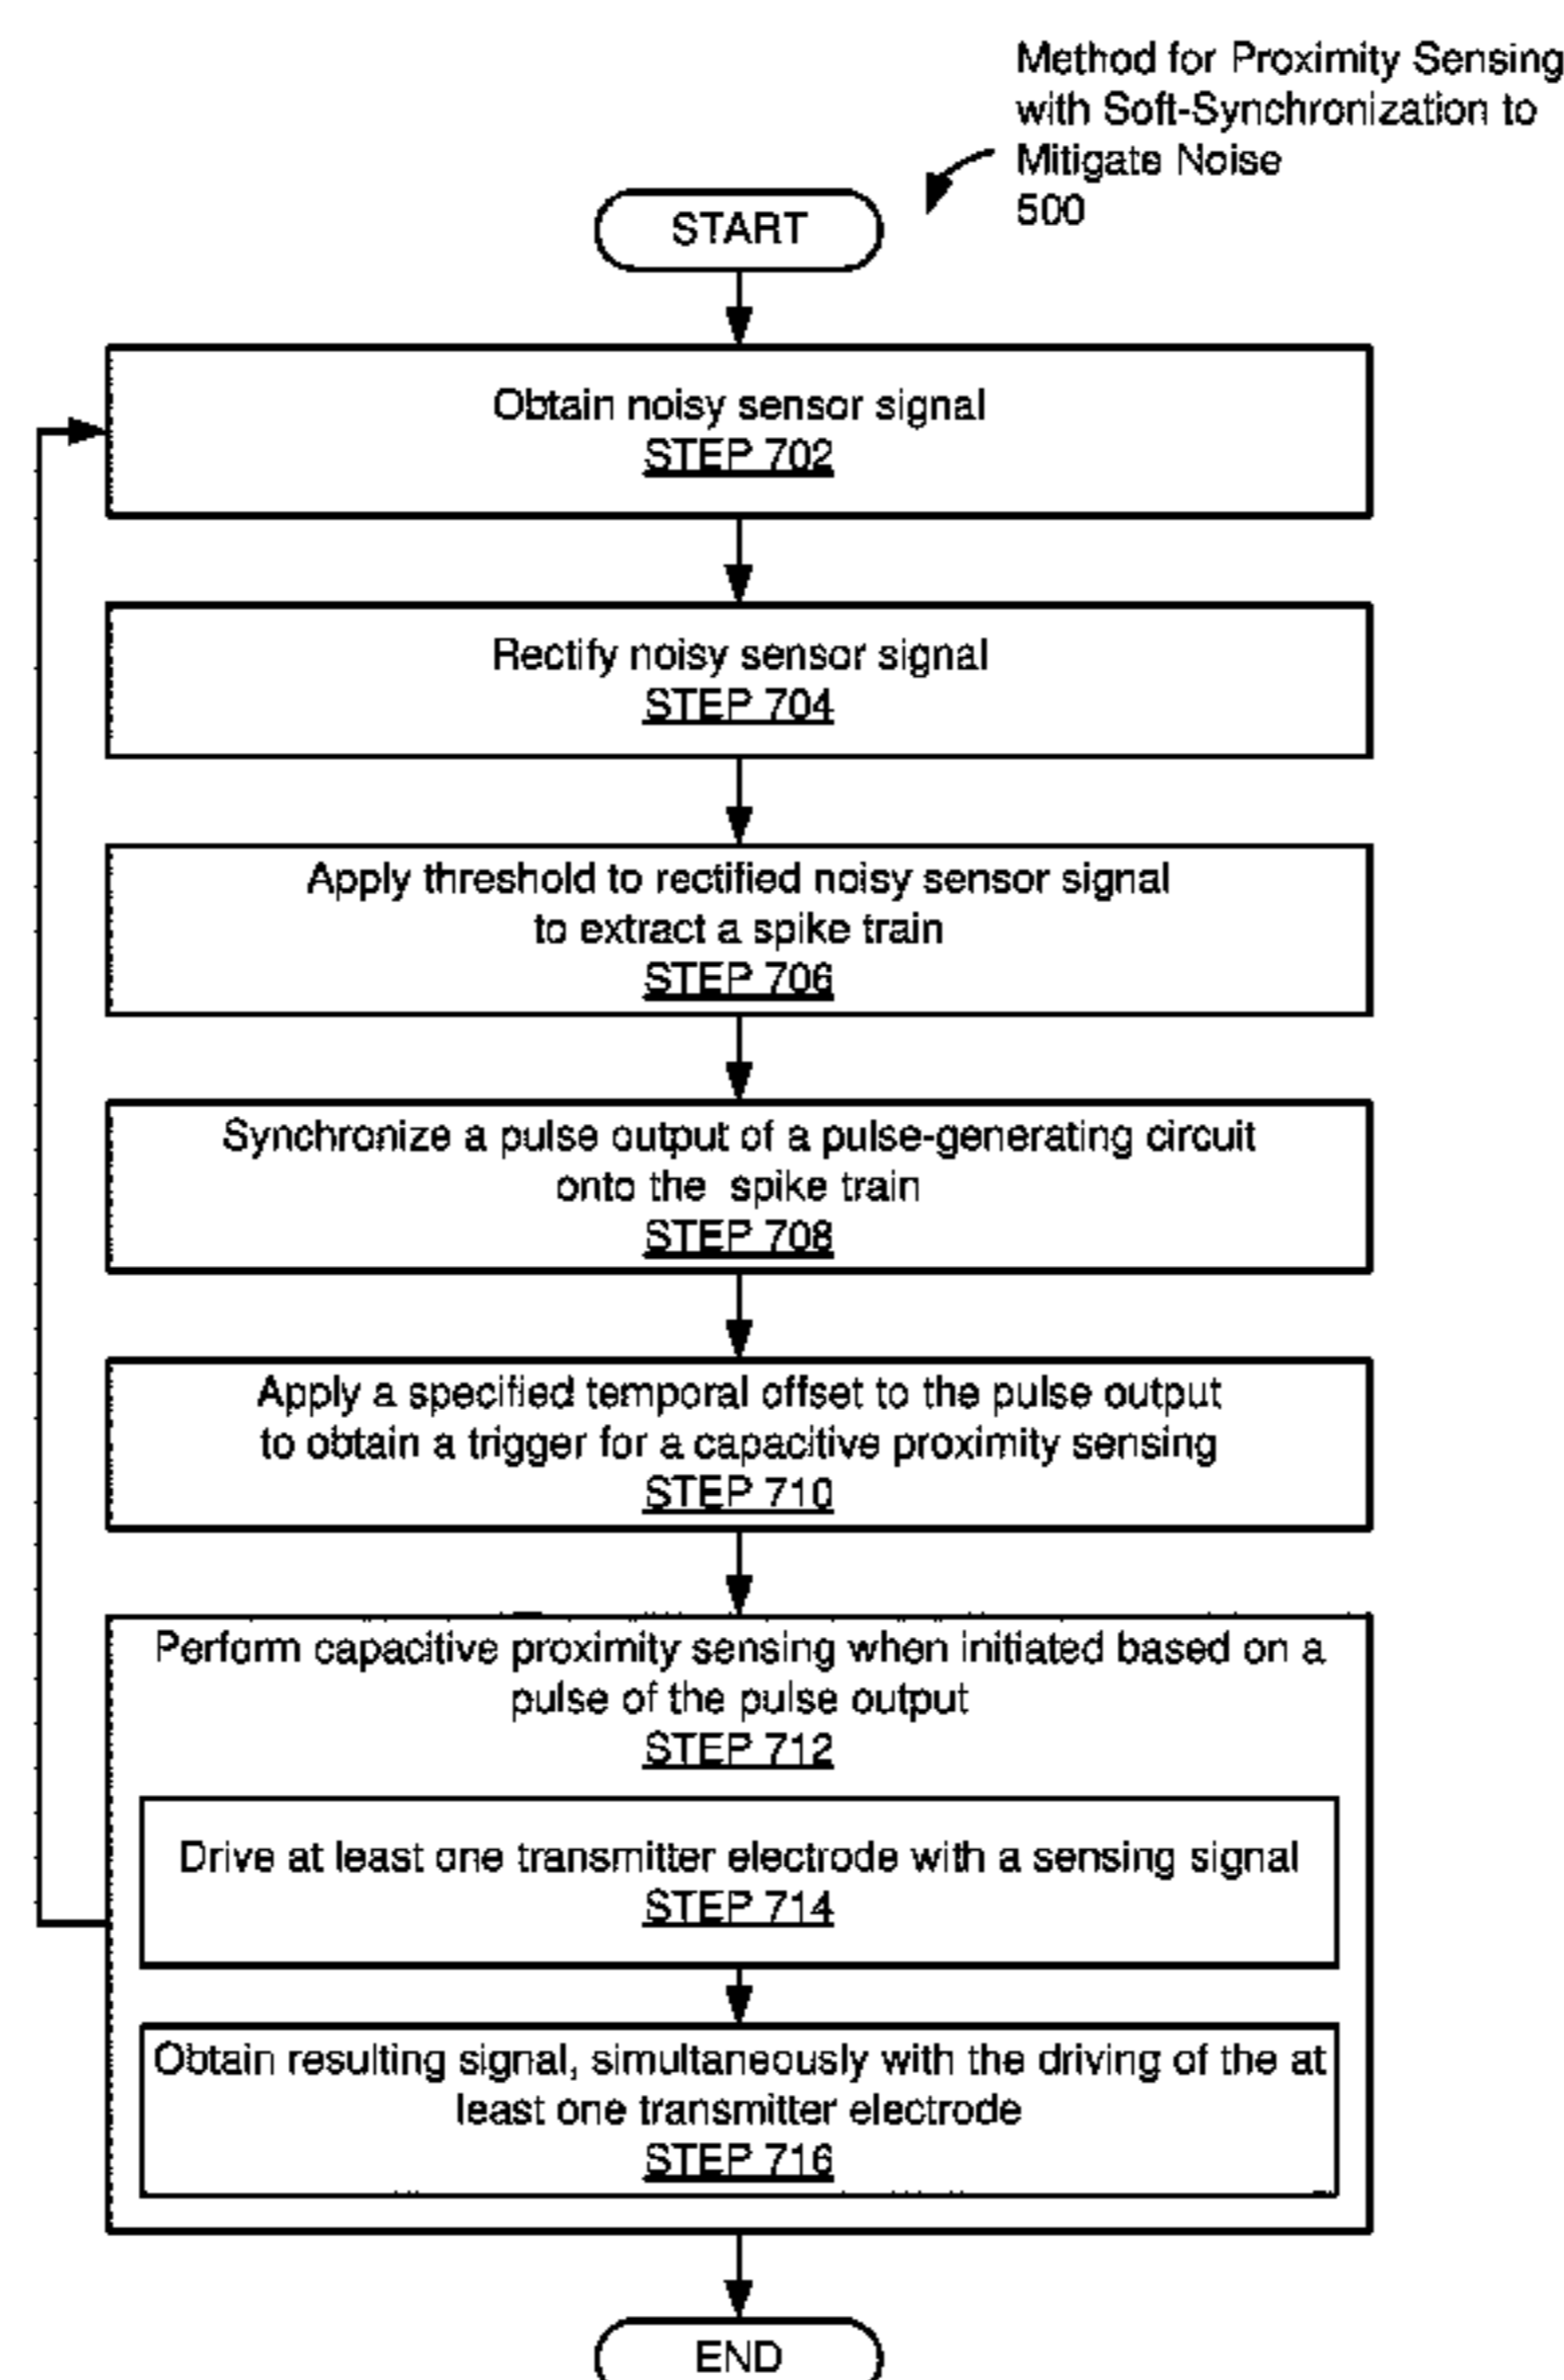 Method for Proximity Sensing
with Soft-Synchronization to
Mitigate Noise
500
START
Obtain noisy sensor signal
STEP 702
Rectify noisy sensor signal
STEP 704
Apply threshold to rectified noisy sensor signal
to extract a spike train
STEP 706
Synchronize a pulse output of a pulse-generating circuit
onto the spike train
STEP 708
Apply a specified temporal offset to the pulse output
to obtain a trigger for a capacitive proximity sensing
STEP 710
Perform capacitive proximity sensing when initiated based on a
pulse of the pulse output
STEP 712
Drive at least one transmitter electrode with a sensing signal
STEP 714
Obtain resulting signal, simultaneously with the driving of the at
least one transmitter electrode
STEP 716
END